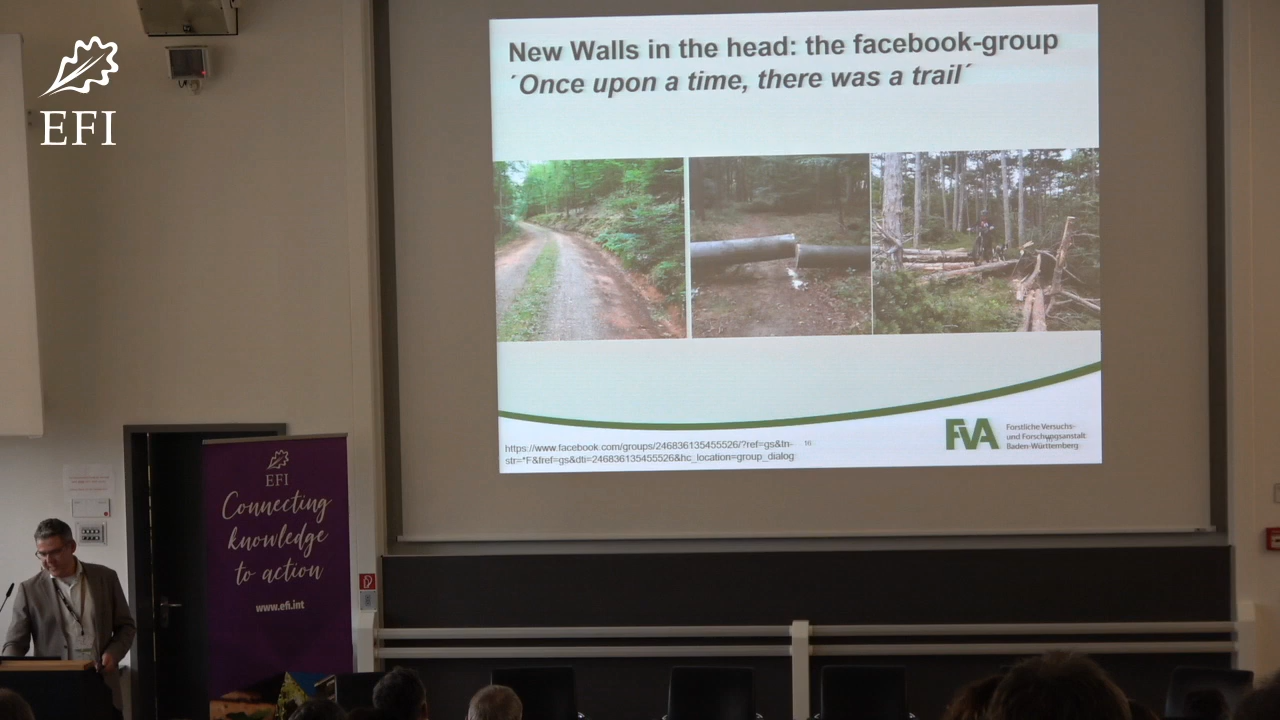 EFI
New Walls in the head: the facebook-group
´Once upon a time, there was a trail´
https://www.facebook.com/groups/246836135455526/?ref=gs&tn-
str=*F&fref=gs&dti=246836135455526&hc_location=group_dialog
16
FVA
Forstliche Versuchs-
und Forschungsanstalt
Baden-Württemberg
EFI
Connecting
knowledge
to action
www.efi.int